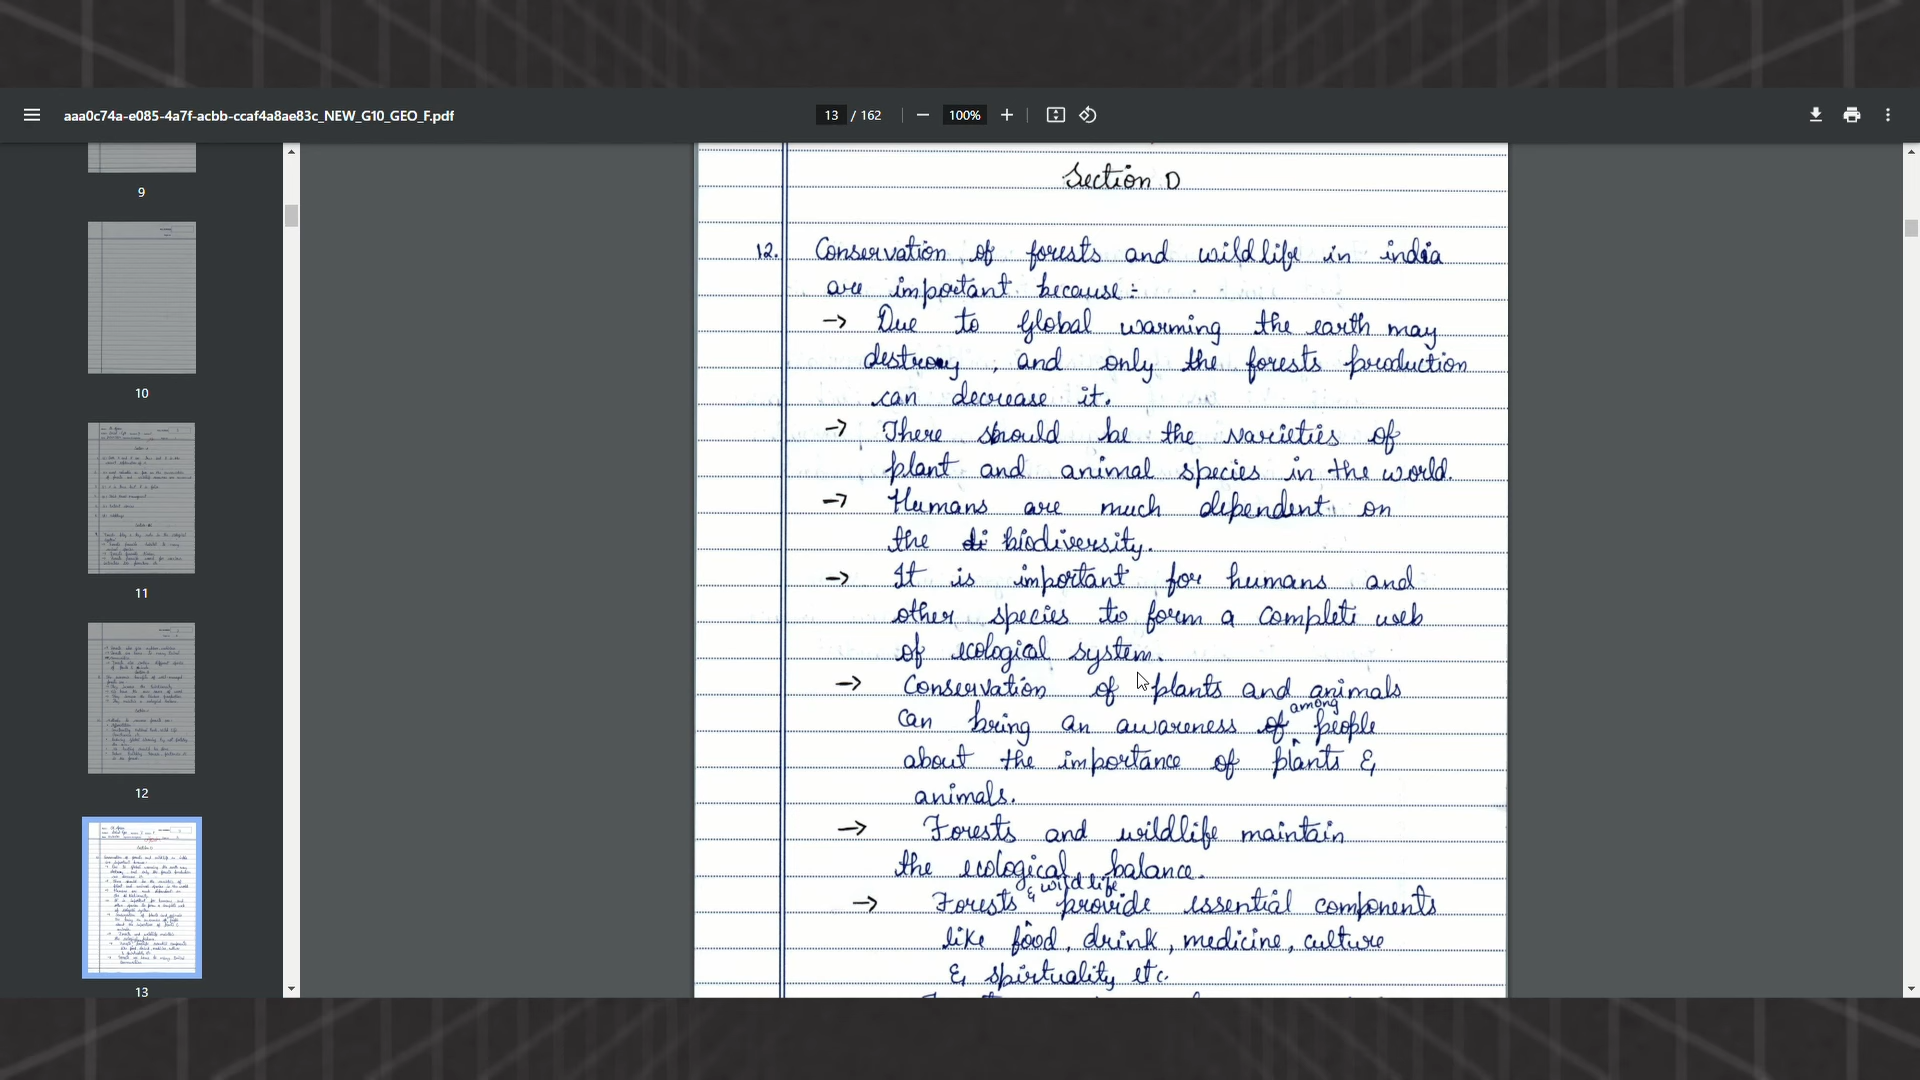 aaa0c74a-e085-4a7f-acbb-ccaf4a8ae83c_NEW_G10_GEO_F.pdf
13 / 162
100%
9
10
11
12
13
Section D
12. Conservation of forests and wildlife in india
are important because:-
→ Due to Global warming the earth may
destroy, and only the forests production
can decrease it.
→ There should be the varieties of
plant and animal species in the world.
→ Humans are much dependent on
the di biodiversity.
→ It is important for humans and
other species to form a complete web
of ecological system.
→ Conservation of plants and animals
can bring an awareness of among people
about the importance of plants &
animals.
→ Forests and wildlife maintain
the ecological balance.
→ Forests & wildlife provide essential components
like food, drink, medicine, culture
& spirtuality etc.